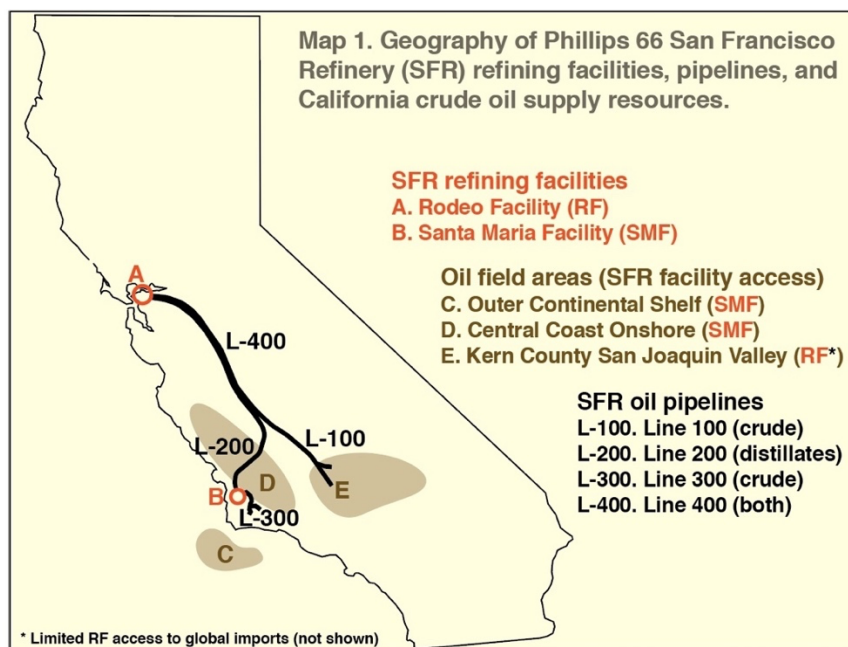 Map 1. Geography of Phillips 66 San Francisco
Refinery (SFR) refining facilities, pipelines, and
California crude oil supply resources.
SFR refining facilities
A. Rodeo Facility (RF)
B. Santa Maria Facility (SMF)
Oil field areas (SFR facility access)
C. Outer Continental Shelf (SMF)
D. Central Coast Onshore (SMF)
E. Kern County San Joaquin Valley (RF*)
SFR oil pipelines
L-100. Line 100 (crude)
L-200. Line 200 (distillates)
L-300. Line 300 (crude)
L-400. Line 400 (both)
A
L-400
L-200
L-100
D
E
B
L-300
C
* Limited RF access to global imports (not shown)